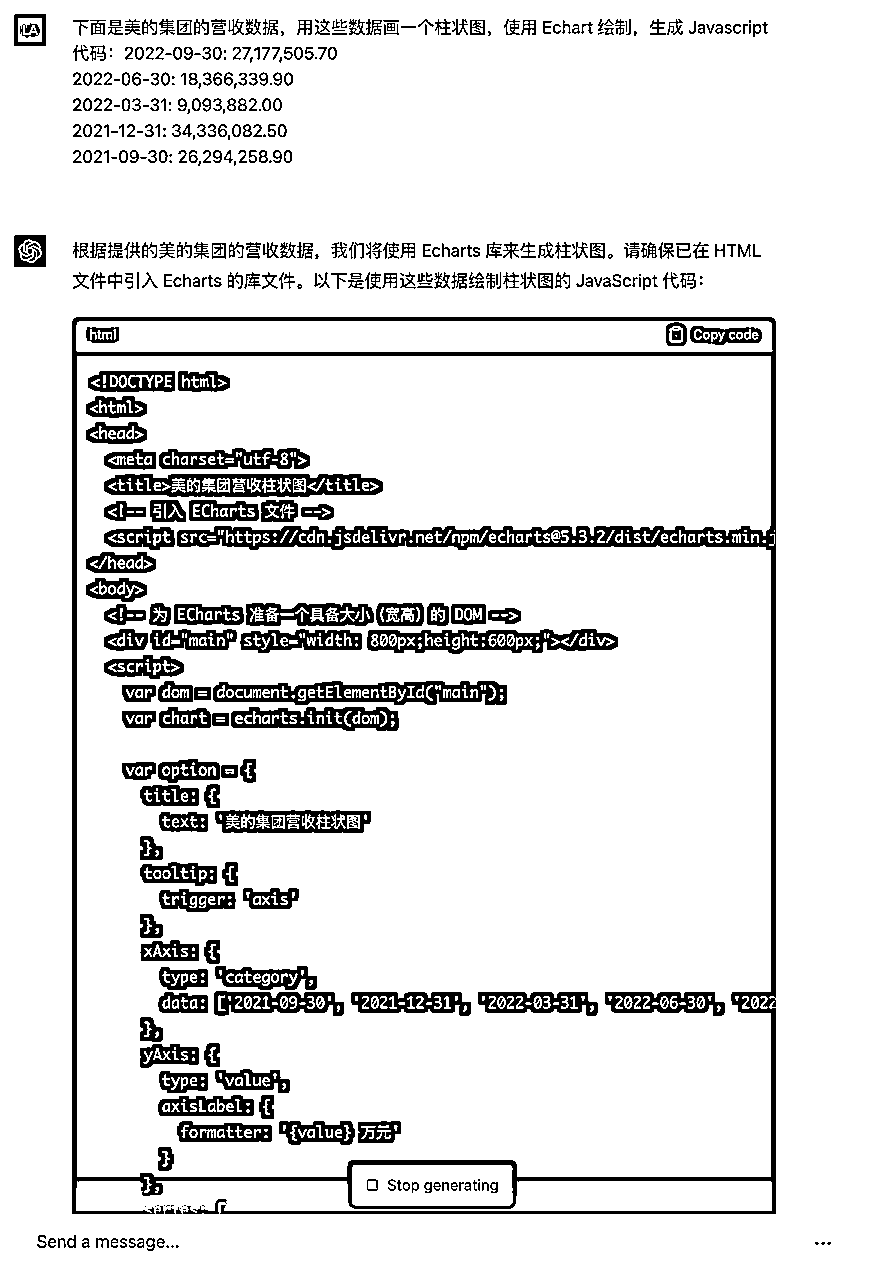 下面是美的集团的营收数据，用这些数据画一个柱状图，使用 Echart 绘制，生成 Javascript
代码：2022-09-30: 27,177,505.70
2022-06-30: 18,366,339.90
2022-03-31: 9,093,882.00
2021-12-31: 34,336,082.50
2021-09-30: 26,294,258.90
根据提供的美的集团的营收数据，我们将使用 Echarts 库来生成柱状图。请确保已在 HTML
文件中引入 Echarts 的库文件。以下是使用这些数据绘制柱状图的 JavaScript 代码：
html Copy code
<!DOCTYPE html>
<html>
<head>
<meta charset="utf-8">
<title>美的集团营收柱状图</title>
<!-- 引入 ECharts 文件 -->
<script src="https://cdn.jsdelivr.net/npm/echarts@5.3.2/dist/echarts.min.j
</head>
<body>
<!-- 为 ECharts 准备一个具备大小（宽高）的 DOM -->
<div id="main" style="width: 800px;height:600px;"></div>
<script>
var dom = document.getElementById("main");
var chart = echarts.init(dom);
var option = {
title: {
text: '美的集团营收柱状图'
},
tooltip: {
trigger: 'axis'
},
xAxis: {
type: 'category',
data: ['2021-09-30', '2021-12-31', '2022-03-31', '2022-06-30', '2022
},
yAxis: {
type: 'value',
axisLabel: {
formatter: '{value} 万元'
}
},
Stop generating
Send a message...